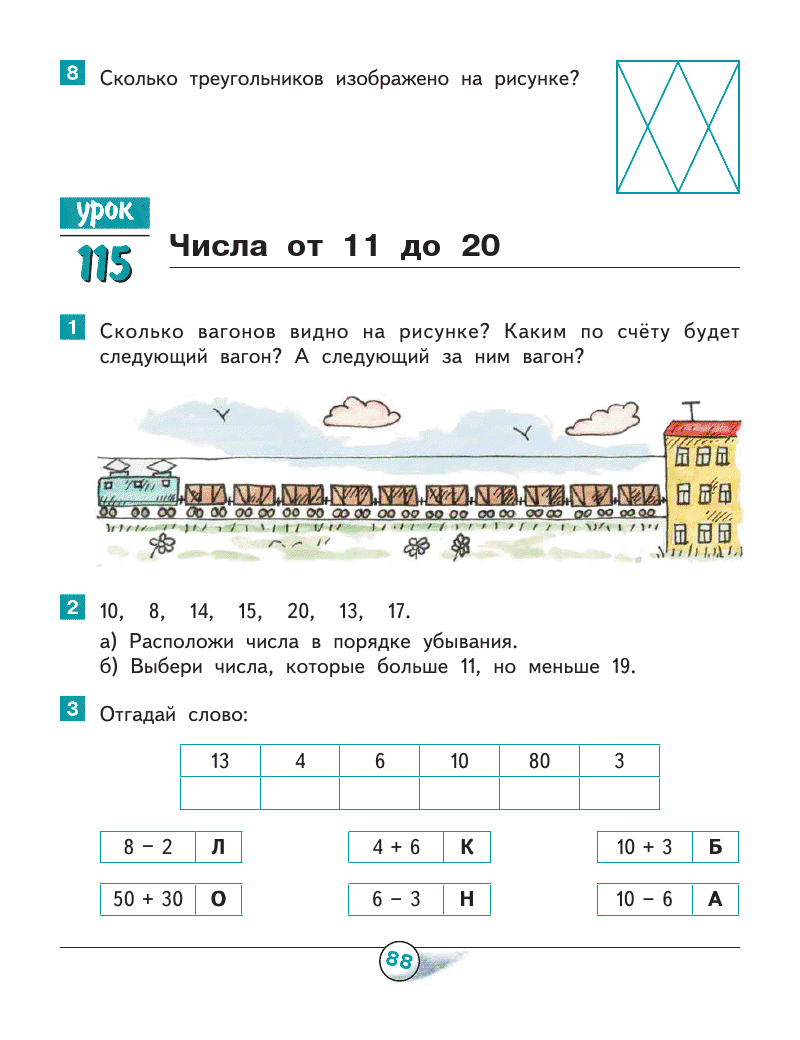 8 Сколько треугольников изображено на рисунке?
урок
115
Числа от 11 до 20
1 Сколько вагонов видно на рисунке? Каким по счёту будет
следующий вагон? А следующий за ним вагон?
2 10, 8, 14, 15, 20, 13, 17.
а) Расположи числа в порядке убывания.
б) Выбери числа, которые больше 11, но меньше 19.
3 Отгадай слово:
13 4 6 10 80 3
8 − 2 Л 4 + 6 К 10 + 3 Б
50 + 30 О 6 − 3 Н 10 − 6 А
88